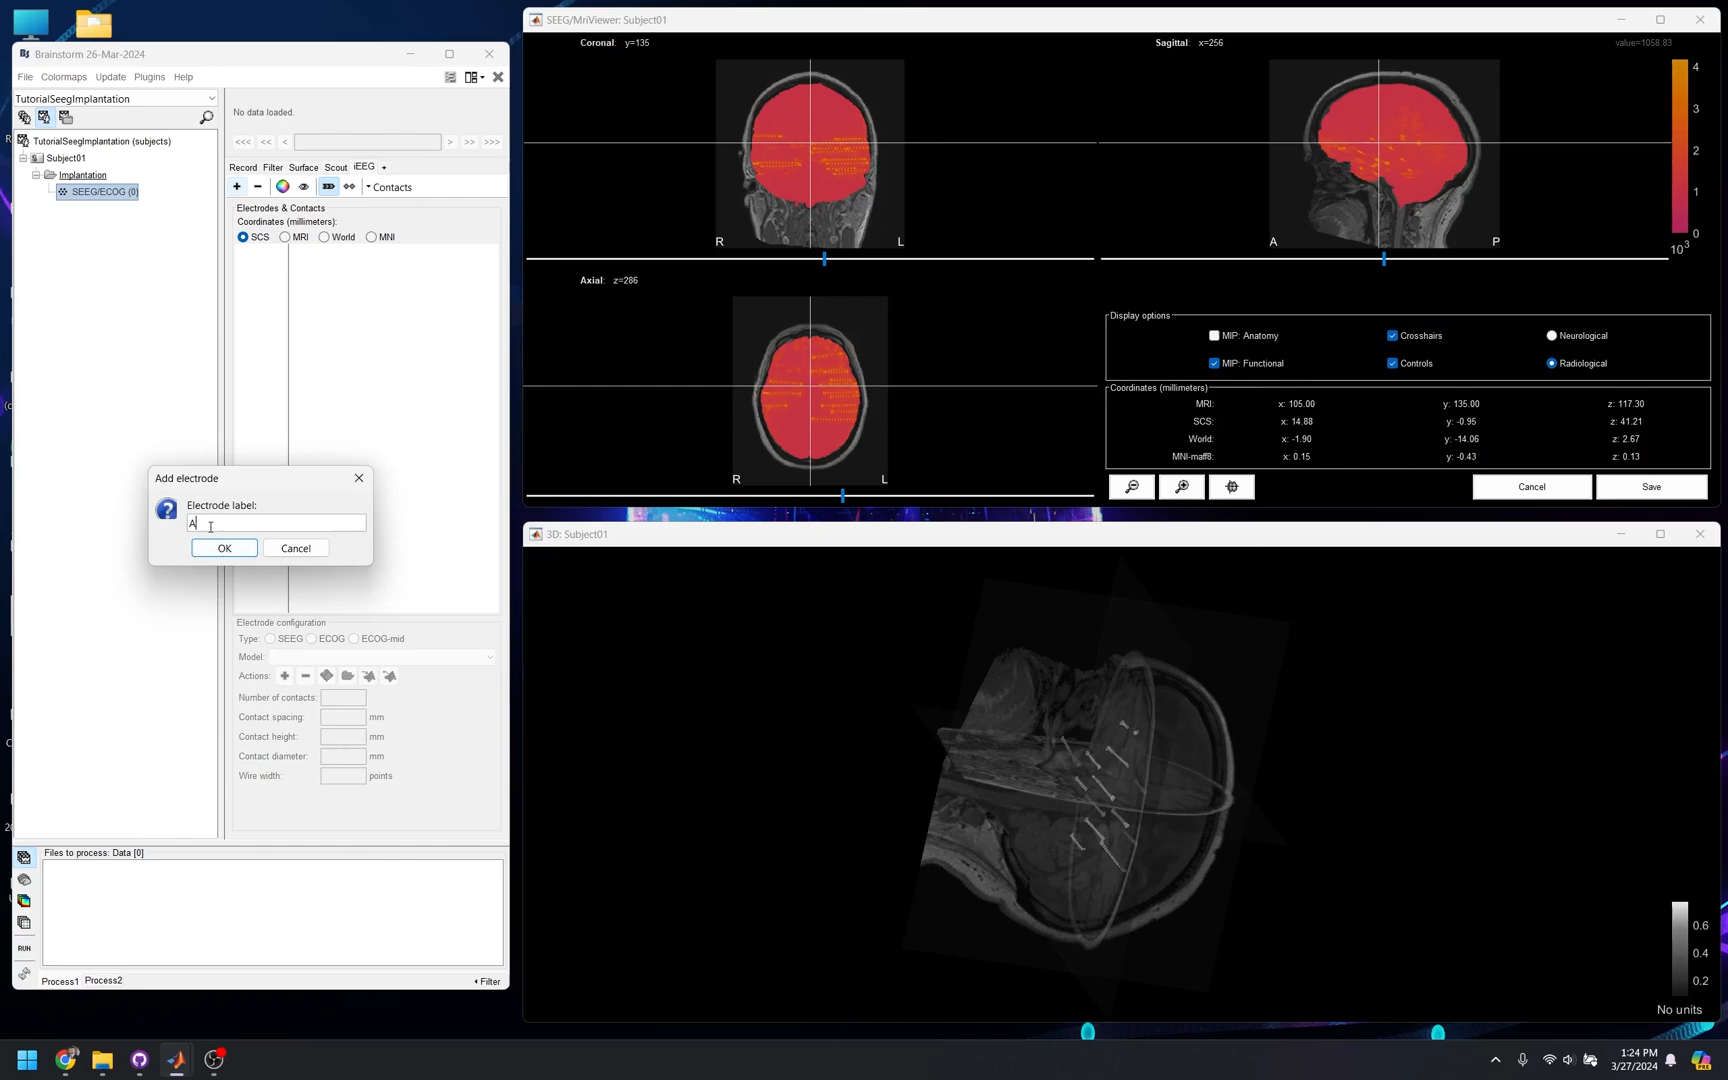 Brainstorm 26-Mar-2024
File Colormaps Update Plugins Help
TutorialSeegImplantation
TutorialSeegImplantation (subjects)
Subject01
Implantation
SEEG/ECOG (0)
No data loaded.
<<< << < > >> >>>
Record Filter Surface Scout iEEG +
+ − Contacts
Electrodes & Contacts
Coordinates (millimeters):
SCS MRI World MNI
Add electrode
Electrode label:
A
OK Cancel
Electrode configuration
Type: SEEG ECOG ECOG-mid
Model:
Actions:
Number of contacts:
Contact spacing: mm
Contact height: mm
Contact diameter: mm
Wire width: points
Files to process: Data [0]
RUN
Process1 Process2 Filter
SEEG/MriViewer: Subject01
Coronal: y=135
R L
Sagittal: x=256
value=1058.83
A P
4
3
2
1
0
10³
Axial: z=286
R L
Display options
MIP: Anatomy Crosshairs Neurological
MIP: Functional Controls Radiological
Coordinates (millimeters)
MRI: x: 105.00 y: 135.00 z: 117.30
SCS: x: 14.88 y: -0.95 z: 41.21
World: x: -1.90 y: -14.06 z: 2.67
MNI-maff8: x: 0.15 y: -0.43 z: 0.13
Cancel Save
3D: Subject01
0.6
0.4
0.2
No units
1:24 PM
3/27/2024
PRE